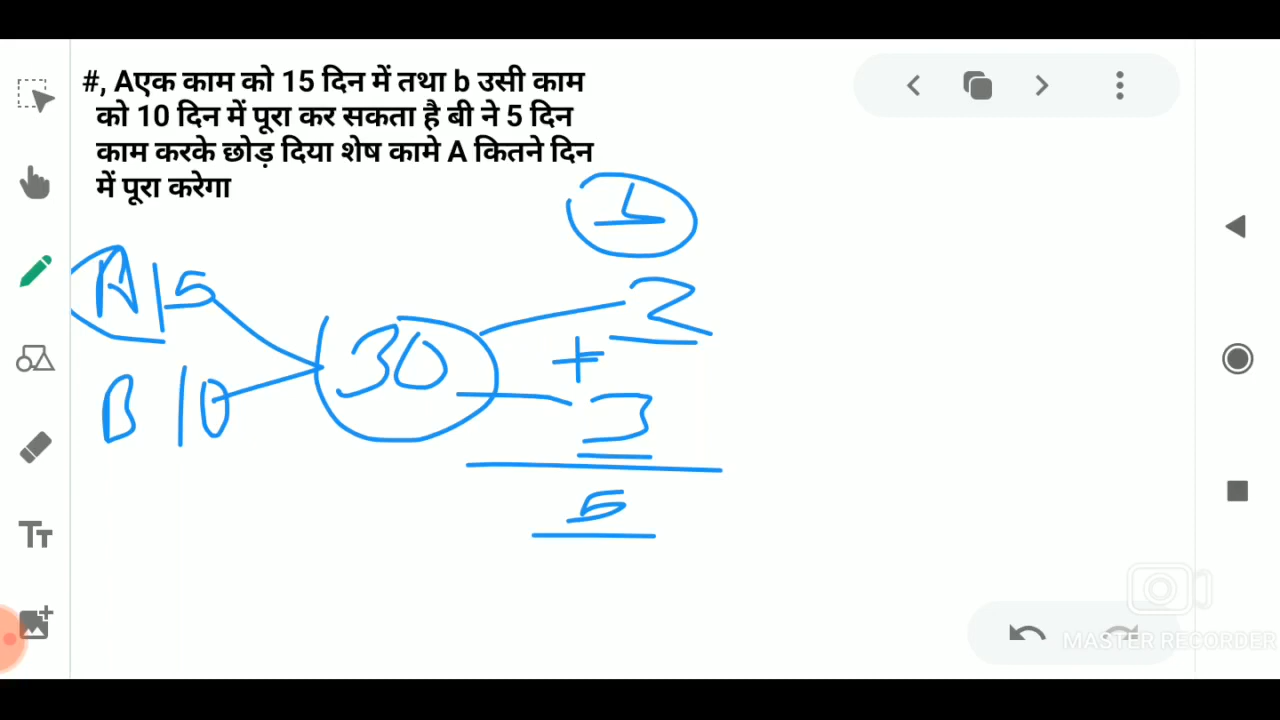 #, Aएक काम को 15 दिन में तथा b उसी काम
को 10 दिन में पूरा कर सकता है बी ने 5 दिन
काम करके छोड़ दिया शेष कामे A कितने दिन
में पूरा करेगा
A 15
B 10
30
2
+
3
5
TT
MASTER RECORDER